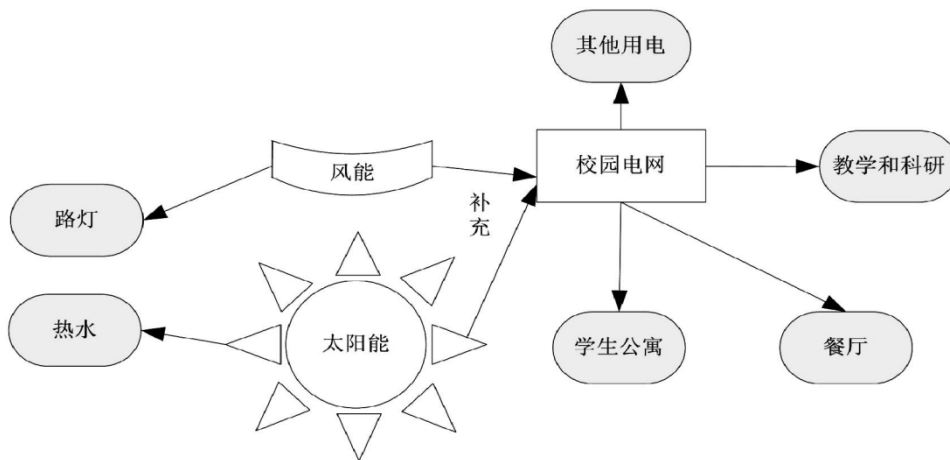 其他用电
风能
校园电网
教学和科研
补
充
路灯
热水
太阳能
学生公寓
餐厅